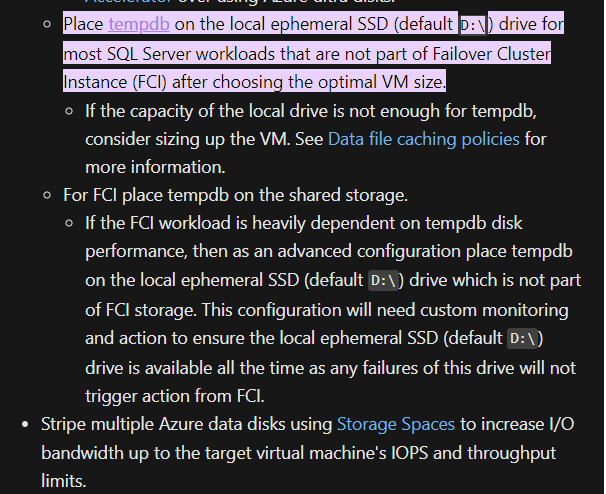 Accelerator over using Azure ultra disks.
Place tempdb on the local ephemeral SSD (default D:\) drive for
most SQL Server workloads that are not part of Failover Cluster
Instance (FCI) after choosing the optimal VM size.
If the capacity of the local drive is not enough for tempdb,
consider sizing up the VM. See Data file caching policies for
more information.
For FCI place tempdb on the shared storage.
If the FCI workload is heavily dependent on tempdb disk
performance, then as an advanced configuration place tempdb
on the local ephemeral SSD (default D:\) drive which is not part
of FCI storage. This configuration will need custom monitoring
and action to ensure the local ephemeral SSD (default D:\)
drive is available all the time as any failures of this drive will not
trigger action from FCI.
Stripe multiple Azure data disks using Storage Spaces to increase I/O
bandwidth up to the target virtual machine's IOPS and throughput
limits.